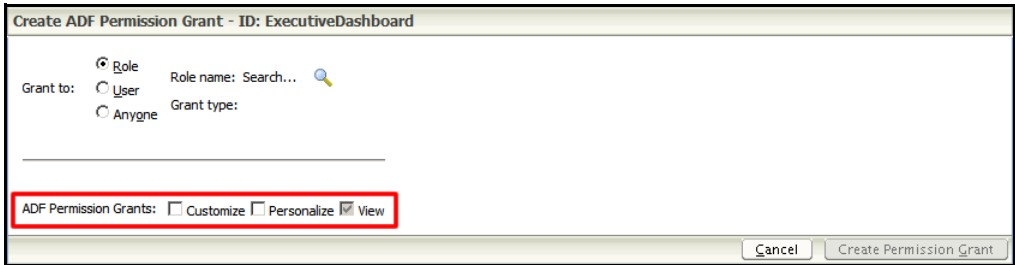 Create ADF Permission Grant - ID: ExecutiveDashboard
Grant to:
Role
User
Anyone
Role name: Search...
Grant type:
ADF Permission Grants: Customize Personalize View
Cancel
Create Permission Grant